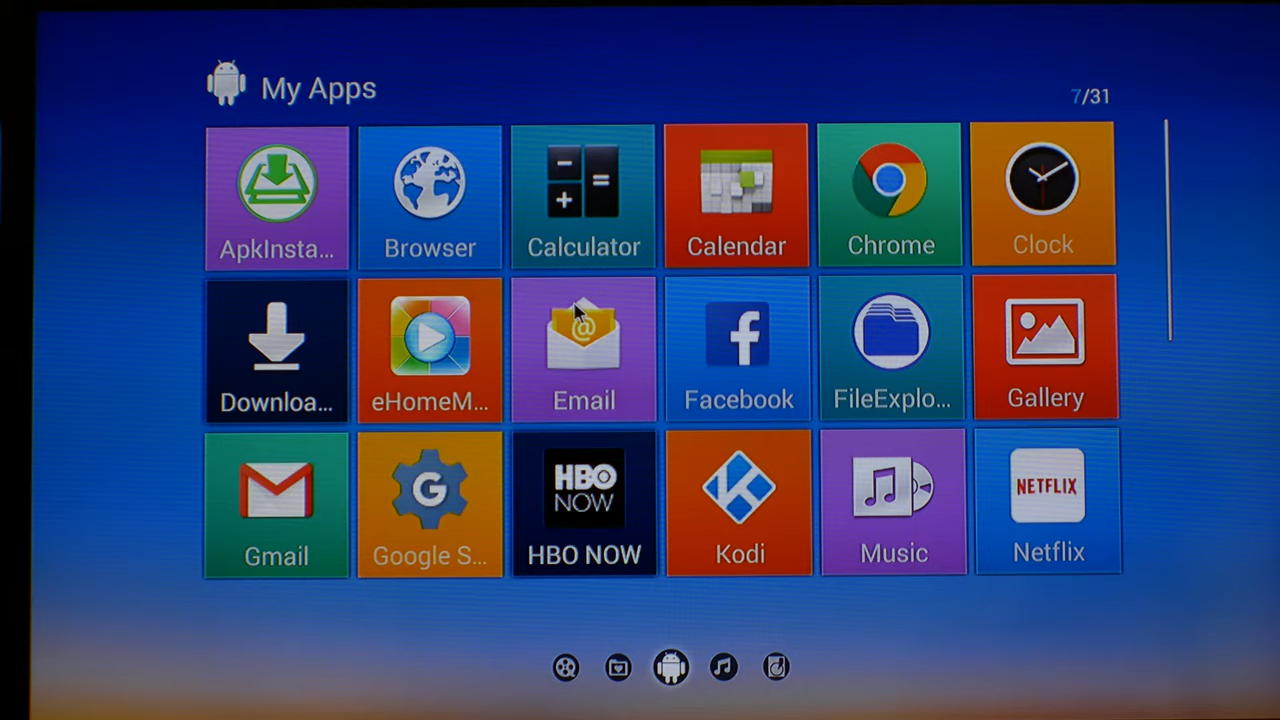 My Apps
7/31
ApkInsta...
Browser
Calculator
Calendar
Chrome
Clock
Downloa...
eHomeM...
@
Email
f
Facebook
FileExplo...
Gallery
Gmail
G
Google S...
HBO
NOW
HBO NOW
Kodi
Music
NETFLIX
Netflix